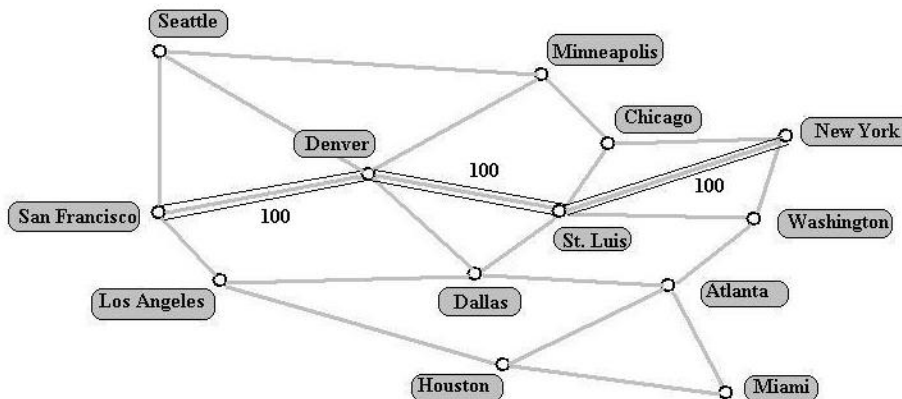 Seattle
Minneapolis
Chicago
New York
Denver
100
100
100
San Francisco
St. Luis
Washington
Los Angeles
Dallas
Atlanta
Houston
Miami